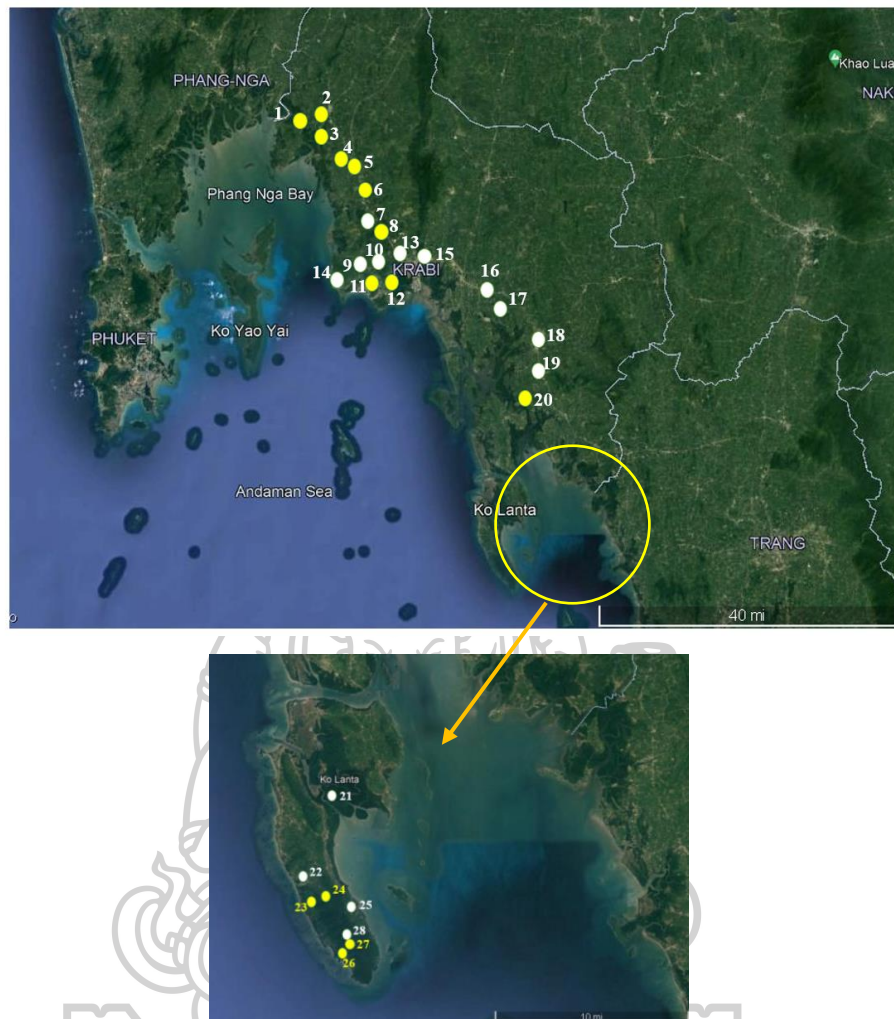 Khao Lua
PHANG-NGA
NAK
2
1
3
4
5
6
Phang Nga Bay
7
8
13
15
10
9
KRABI
14
11
12
16
17
PHUKET
Ko Yao Yai
18
19
20
Andaman Sea
Ko Lanta
TRANG
40 mi
Ko Lanta
21
22
24
23
25
28
27
26
10 mi